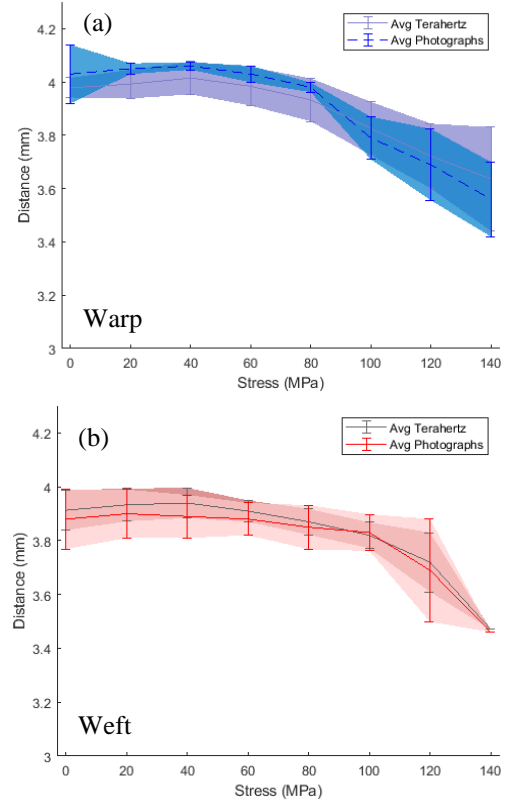 (a)
Avg Terahertz
Avg Photographs
4.2
4
3.8
3.6
3.4
3.2
3
Distance (mm)
Warp
0 20 40 60 80 100 120 140
Stress (MPa)
(b)
Avg Terahertz
Avg Photographs
4.2
4
3.8
3.6
3.4
3.2
3
Distance (mm)
Weft
0 20 40 60 80 100 120 140
Stress (MPa)